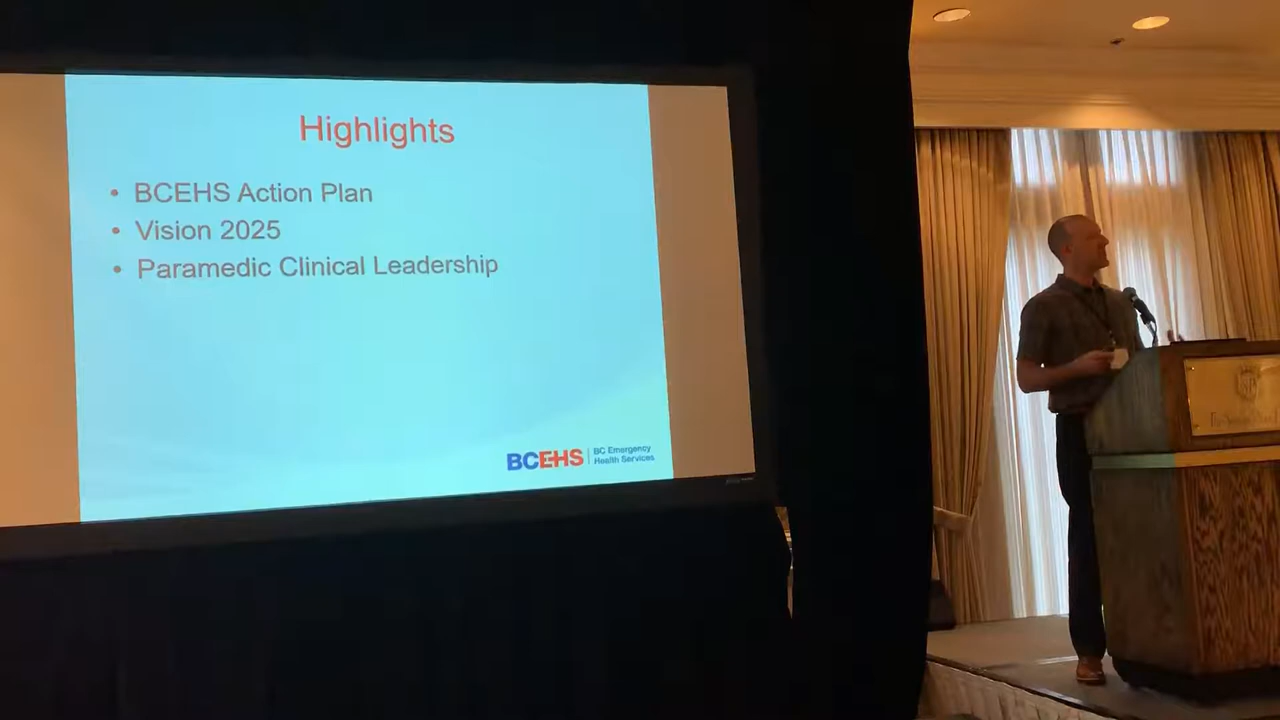 Highlights
• BCEHS Action Plan
• Vision 2025
• Paramedic Clinical Leadership
BCEHS | BC Emergency
Health Services